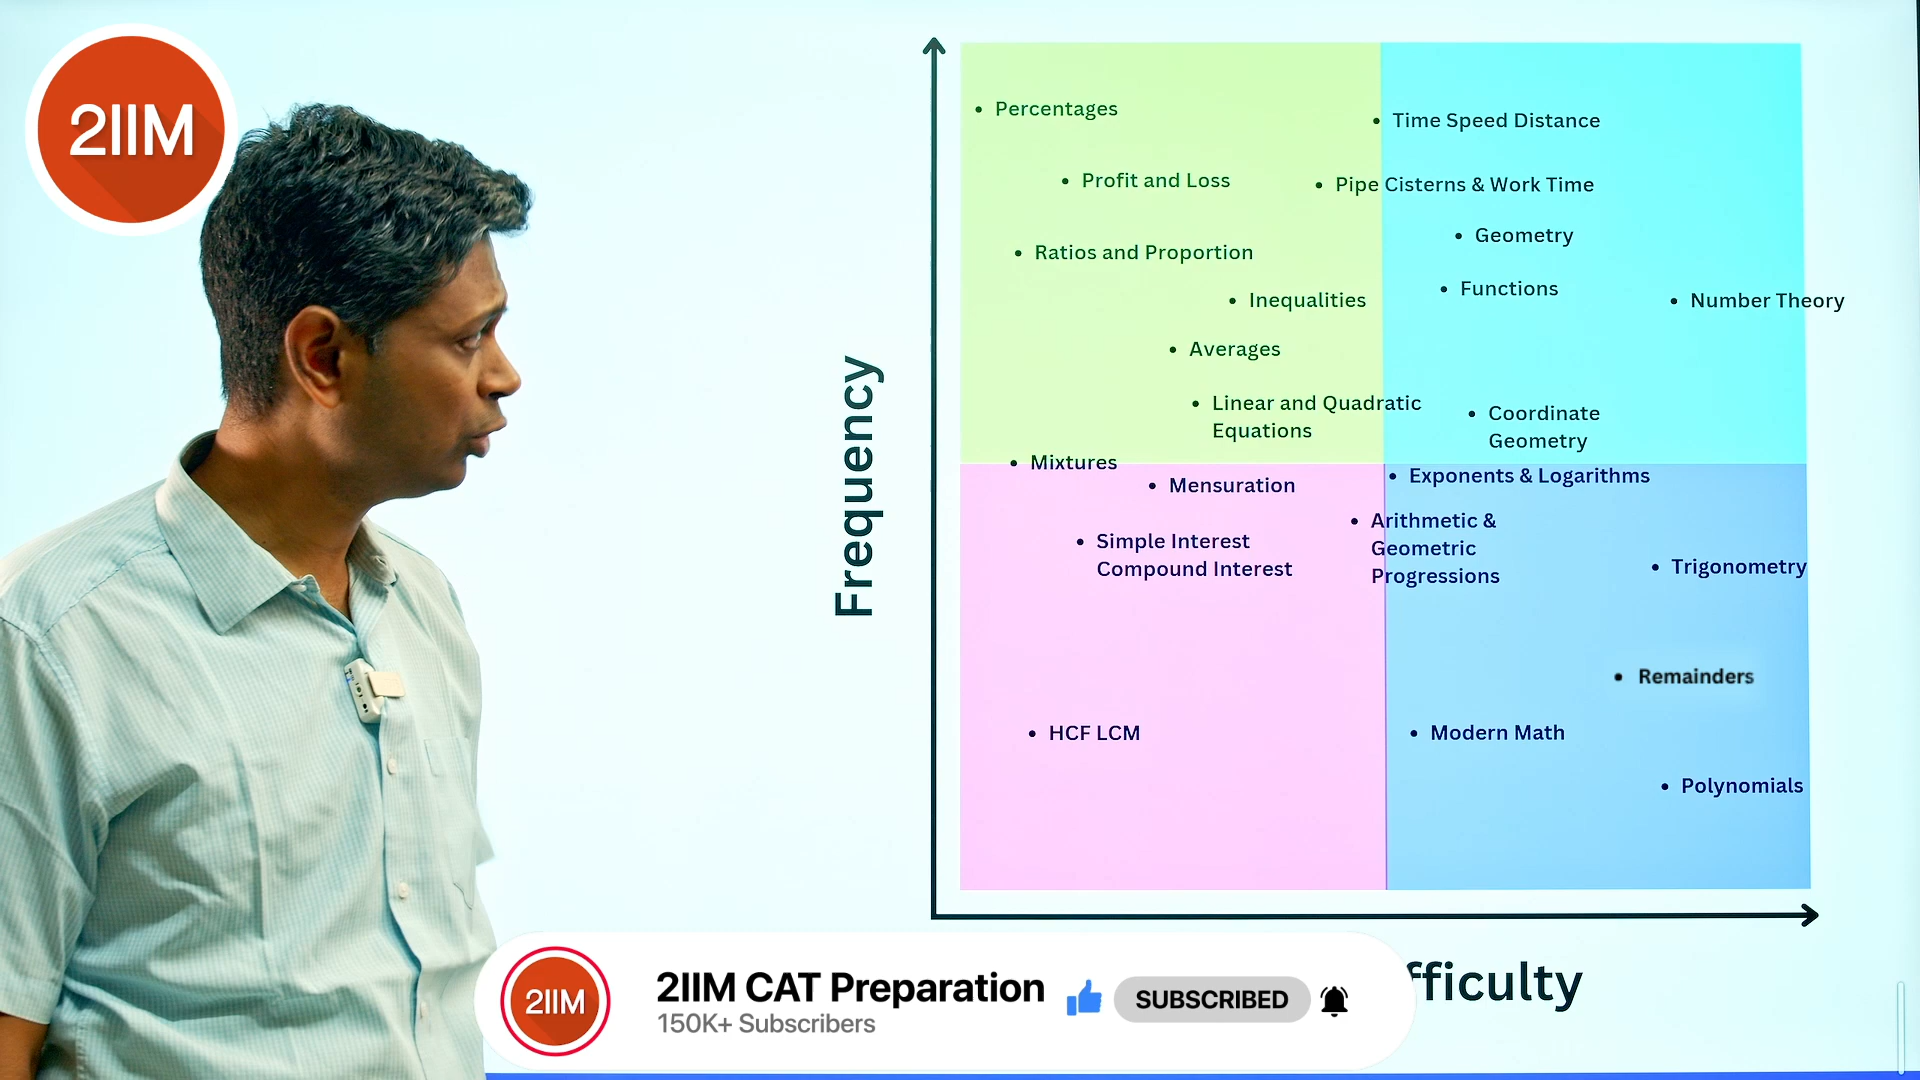 2IIM
Percentages
Time Speed Distance
Profit and Loss
Pipe Cisterns & Work Time
Geometry
Ratios and Proportion
Functions
Inequalities
Number Theory
Averages
Linear and Quadratic
Equations
Coordinate
Geometry
Mixtures
Exponents & Logarithms
Mensuration
Arithmetic &
Geometric
Progressions
Simple Interest
Compound Interest
Trigonometry
Remainders
HCF LCM
Modern Math
Polynomials
Frequency
fficulty
2IIM
2IIM CAT Preparation
150K+ Subscribers
SUBSCRIBED